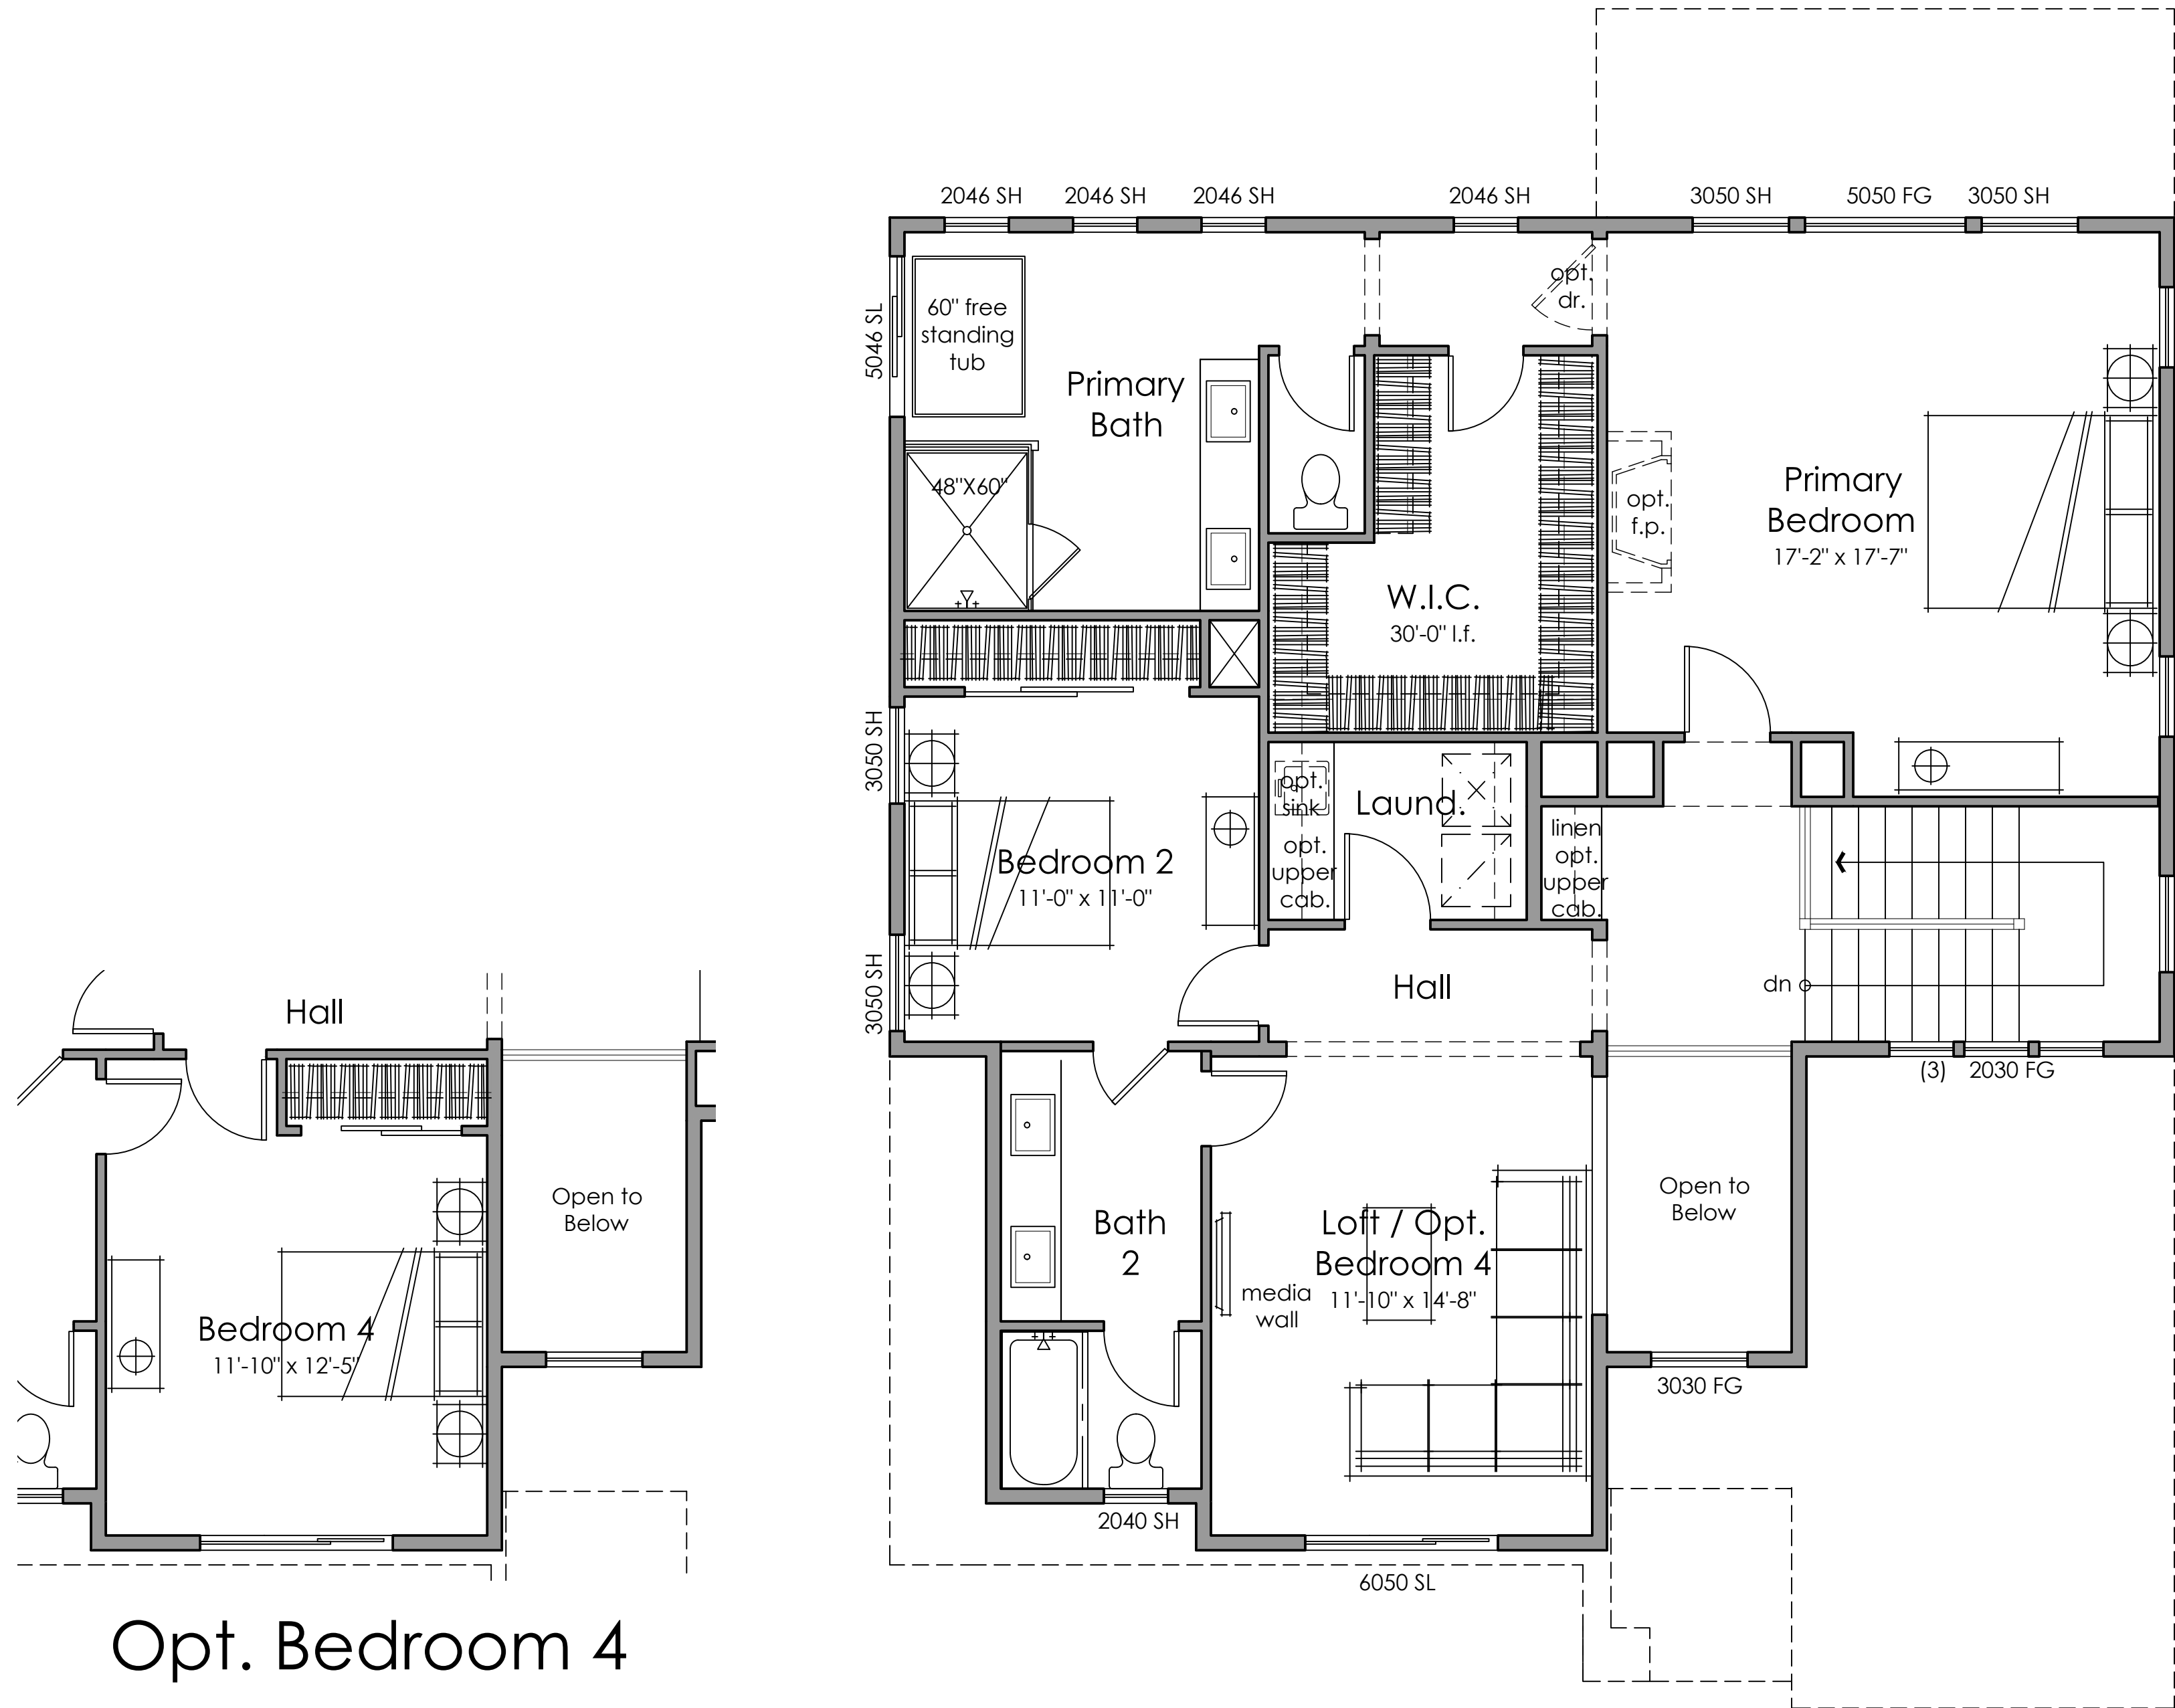 2046 SH
2046 SH
2046 SH
2046 SH
3050 SH
5050 FG
3050 SH
5046 SL
60" free
standing
tub
opt.
dr.
Primary
Bath
48"X60"
opt.
f.p.
Primary
Bedroom
17'-2" x 17'-7"
W.I.C.
30'-0" l.f.
3050 SH
opt.
sink
Laund.
opt.
upper
cab.
linen
opt.
upper
cab.
Bedroom 2
11'-0" x 11'-0"
3050 SH
Hall
dn
(3) 2030 FG
Bath
2
Loft / Opt.
Bedroom 4
11'-10" x 14'-8"
media
wall
Open to
Below
3030 FG
2040 SH
6050 SL
Hall
Open to
Below
Bedroom 4
11'-10" x 12'-5"
Opt. Bedroom 4